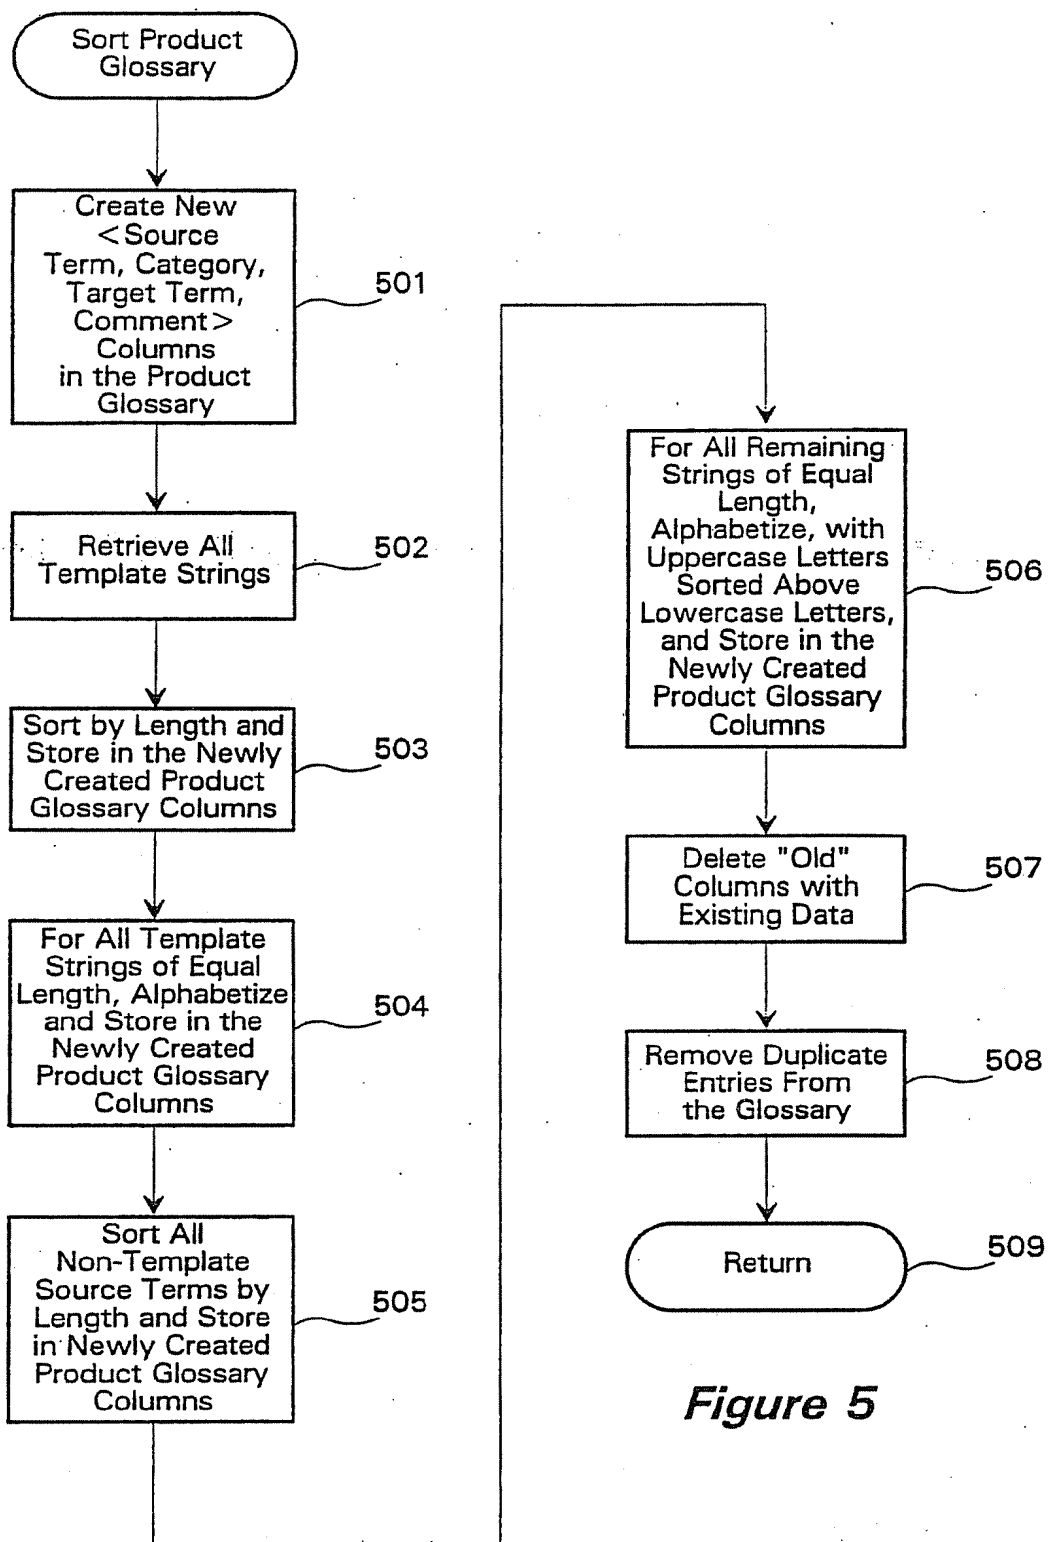 Sort Product
Glossary
Create New
<Source
Term, Category,
Target Term,
Comment>
Columns
in the Product
Glossary
501
Retrieve All
Template Strings
502
Sort by Length and
Store in the Newly
Created Product
Glossary Columns
503
For All Template
Strings of Equal
Length, Alphabetize
and Store in the
Newly Created
Product Glossary
Columns
504
Sort All
Non-Template
Source Terms by
Length and Store
in Newly Created
Product Glossary
Columns
505
For All Remaining
Strings of Equal
Length,
Alphabetize, with
Uppercase Letters
Sorted Above
Lowercase Letters,
and Store in the
Newly Created
Product Glossary
Columns
506
Delete "Old"
Columns with
Existing Data
507
Remove Duplicate
Entries From
the Glossary
508
Return
509
Figure 5